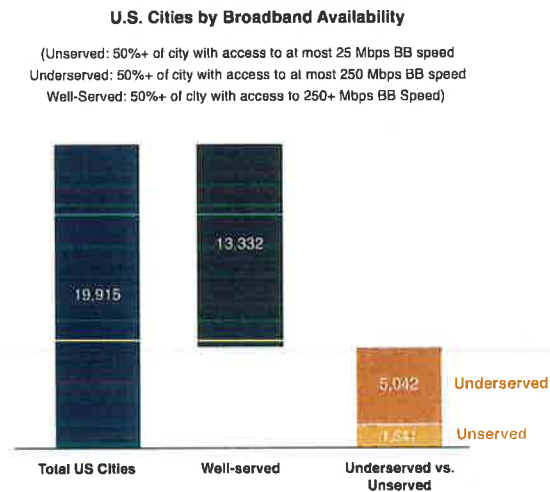 U.S. Cities by Broadband Availability
(Unserved: 50%+ of city with access to at most 25 Mbps BB speed
Underserved: 50%+ of city with access to at most 250 Mbps BB speed
Well-Served: 50%+ of city with access to 250+ Mbps BB Speed)
13,332
19,915
5,042
Underserved
Unserved
Total US Cities
Well-served
Underserved vs.
Unserved